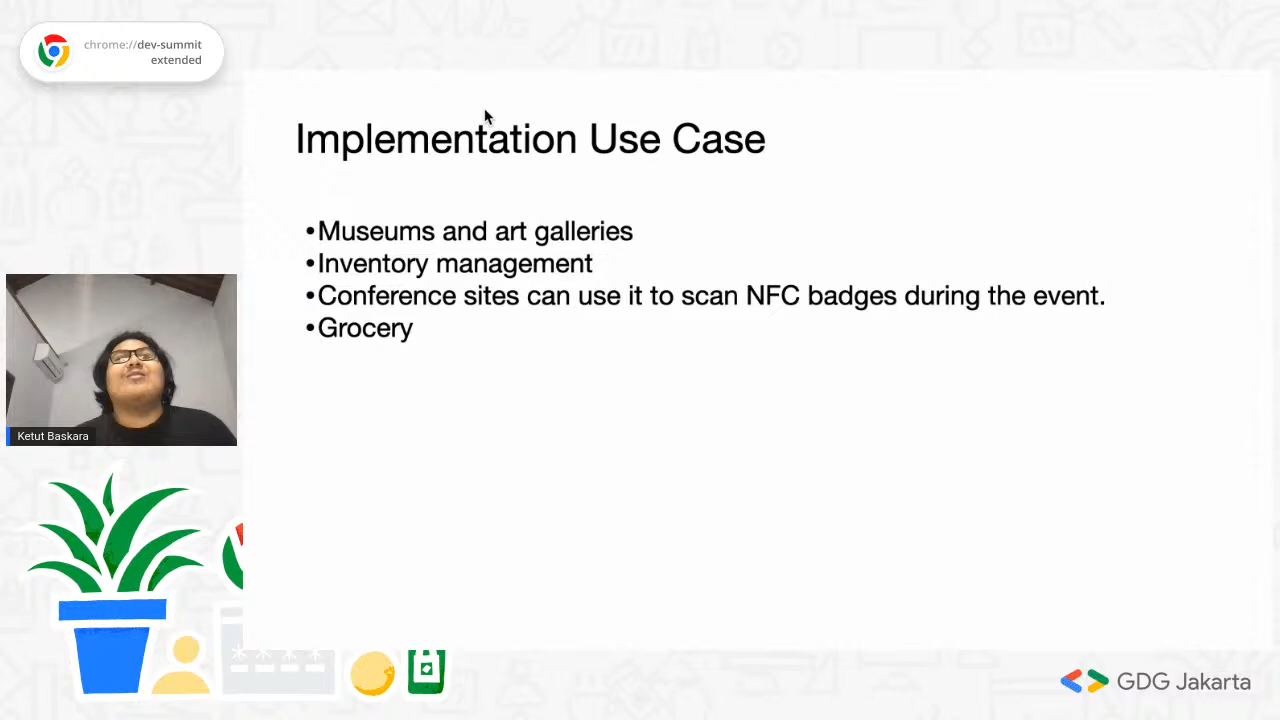 chrome://dev-summit
extended
Implementation Use Case
•Museums and art galleries
•Inventory management
•Conference sites can use it to scan NFC badges during the event.
•Grocery
Ketut Baskara
GDG Jakarta